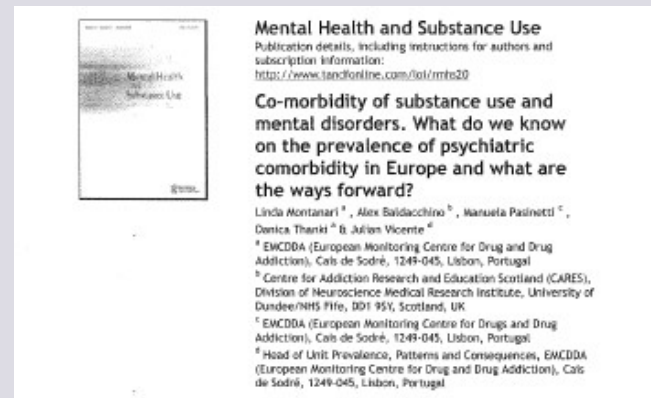 Mental Health
Substance Use
Mental Health and Substance Use
Publication details, including instructions for authors and
subscription information:
http://www.tandfonline.com/loi/rmhs20
Co-morbidity of substance use and
mental disorders. What do we know
on the prevalence of psychiatric
comorbidity in Europe and what are
the ways forward?
Linda Montanari a , Alex Baldacchino b , Manuela Pasinetti c ,
Danica Thanki a & Julian Vicente d
a EMCDDA (European Monitoring Centre for Drug and Drug
Addiction), Cais de Sodré, 1249-045, Lisbon, Portugal
b Centre for Addiction Research and Education Scotland (CARES),
Division of Neuroscience Medical Research Institute, University of
Dundee/NHS Fife, DD1 9SY, Scotland, UK
c EMCDDA (European Monitoring Centre for Drugs and Drug
Addiction), Cais de Sodré, 1249-045, Lisbon, Portugal
d Head of Unit Prevalence, Patterns and Consequences, EMCDDA
(European Monitoring Centre for Drug and Drug Addiction), Cais
de Sodré, 1249-045, Lisbon, Portugal